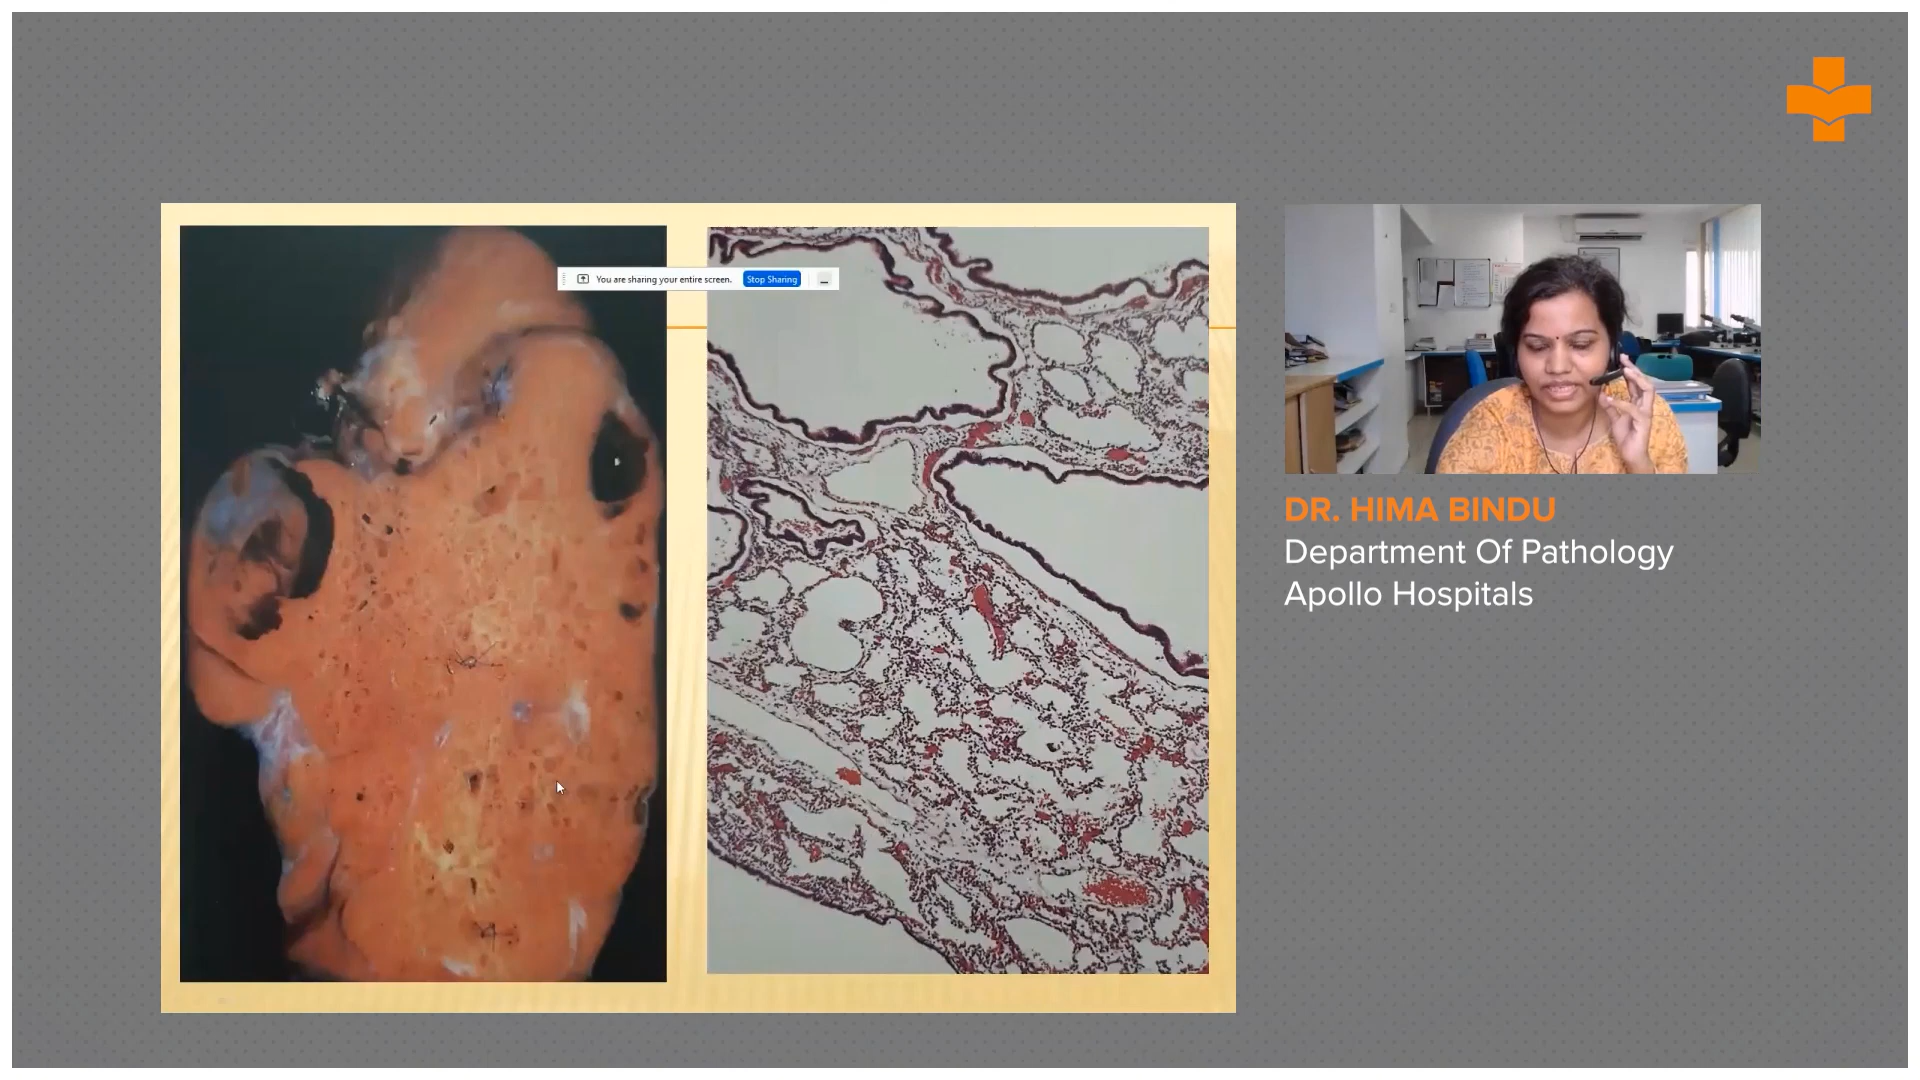 You are sharing your entire screen. Stop Sharing
DR. HIMA BINDU
Department Of Pathology
Apollo Hospitals